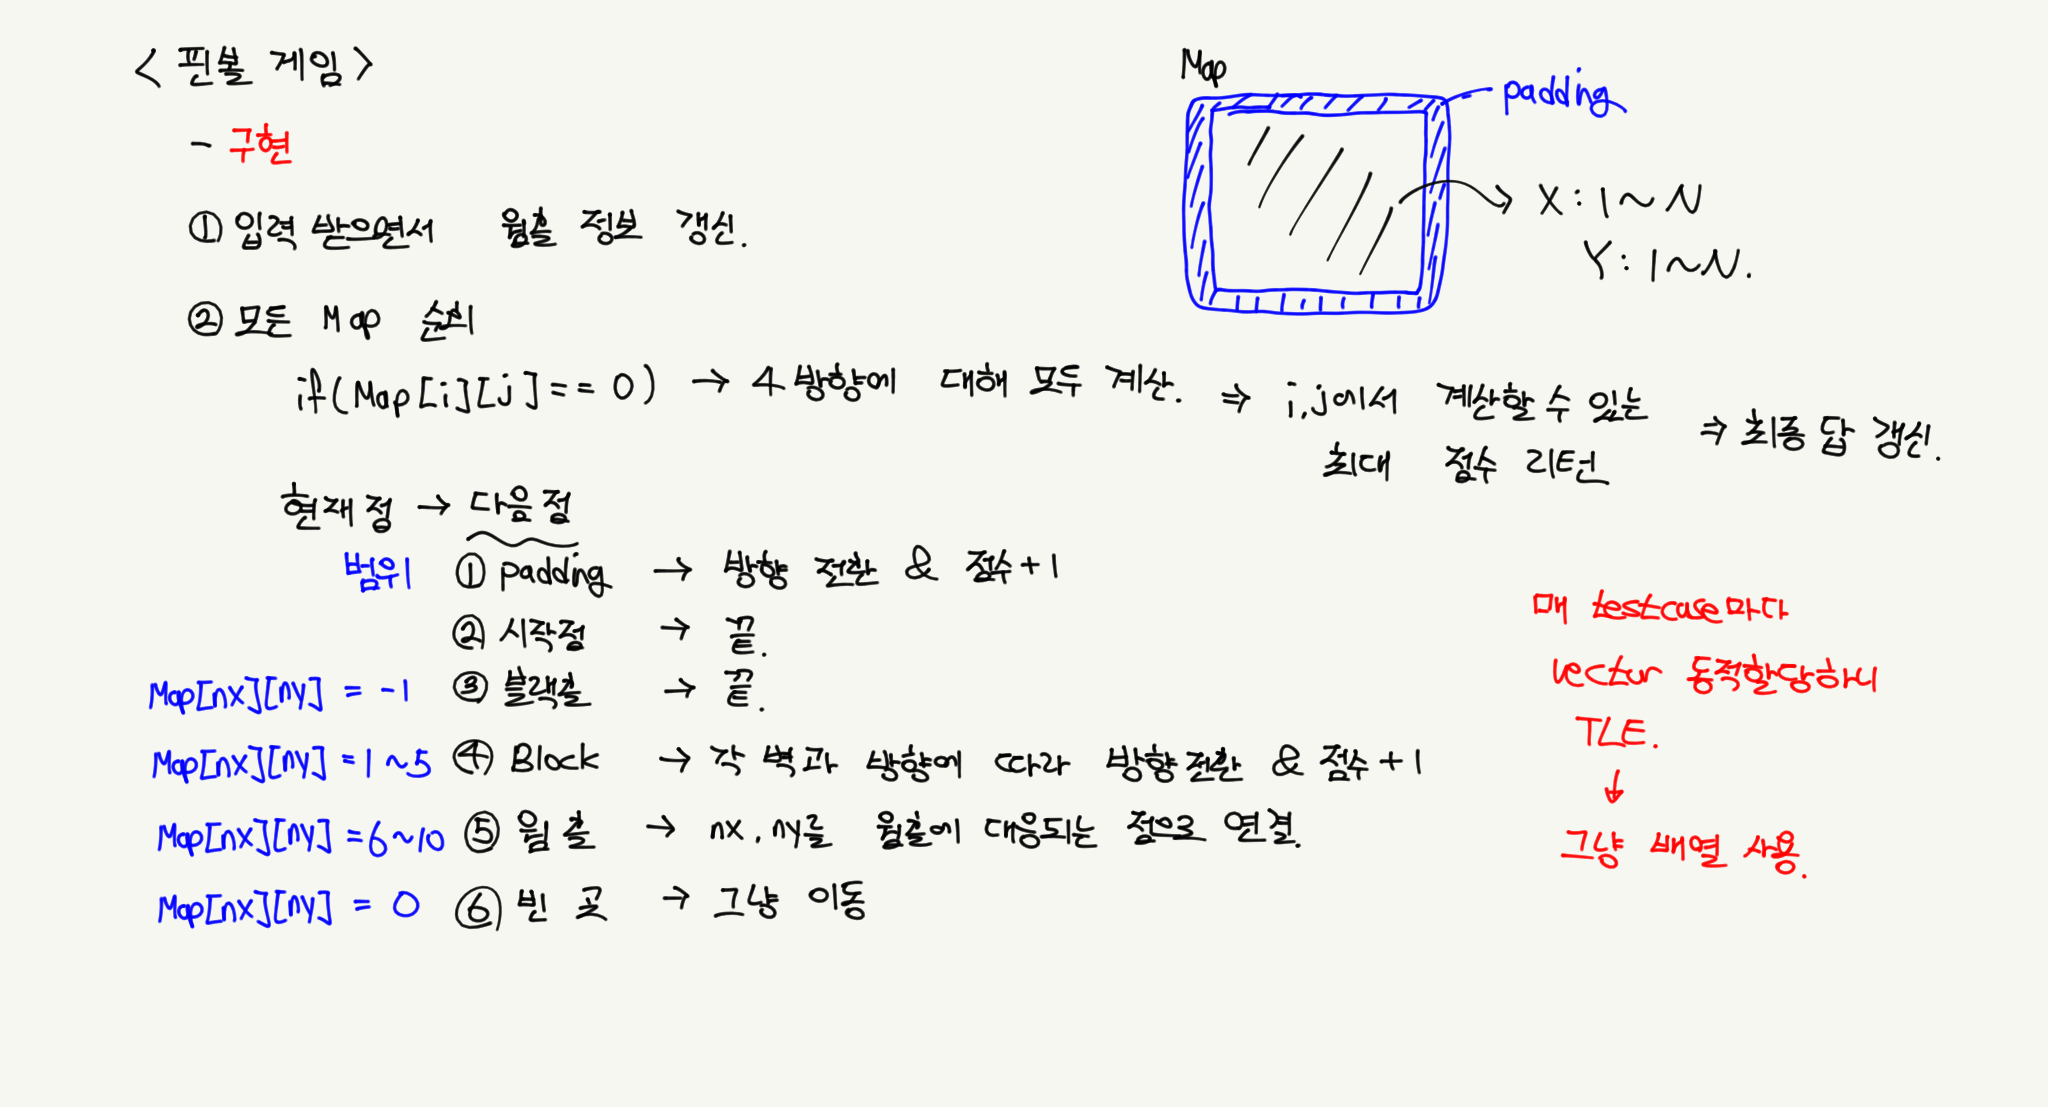 < 핀볼 게임 >
- 구현
① 입력 받으면서 웜홀 정보 갱신.
② 모든 Map 순회
if(Map[i][j] == 0) → 4 방향에 대해 모두 계산. ⇒ i,j에서 계산할 수 있는 최대 점수 리턴 ⇒ 최종 답 갱신.
Map
padding
X : 1 ~ N
Y : 1 ~ N.
현재 점 → 다음 점
범위 ① padding → 방향 전환 & 점수 + 1
② 시작점 → 끝.
Map[nx][ny] = -1 ③ 블랙홀 → 끝.
Map[nx][ny] = 1 ~ 5 ④ Block → 각 벽과 방향에 따라 방향 전환 & 점수 + 1
Map[nx][ny] = 6 ~ 10 ⑤ 웜홀 → nx, ny를 웜홀에 대응되는 점으로 연결.
Map[nx][ny] = 0 ⑥ 빈 곳 → 그냥 이동
매 testcase마다
vector 동적할당하니
TLE.
↓
그냥 배열 사용.